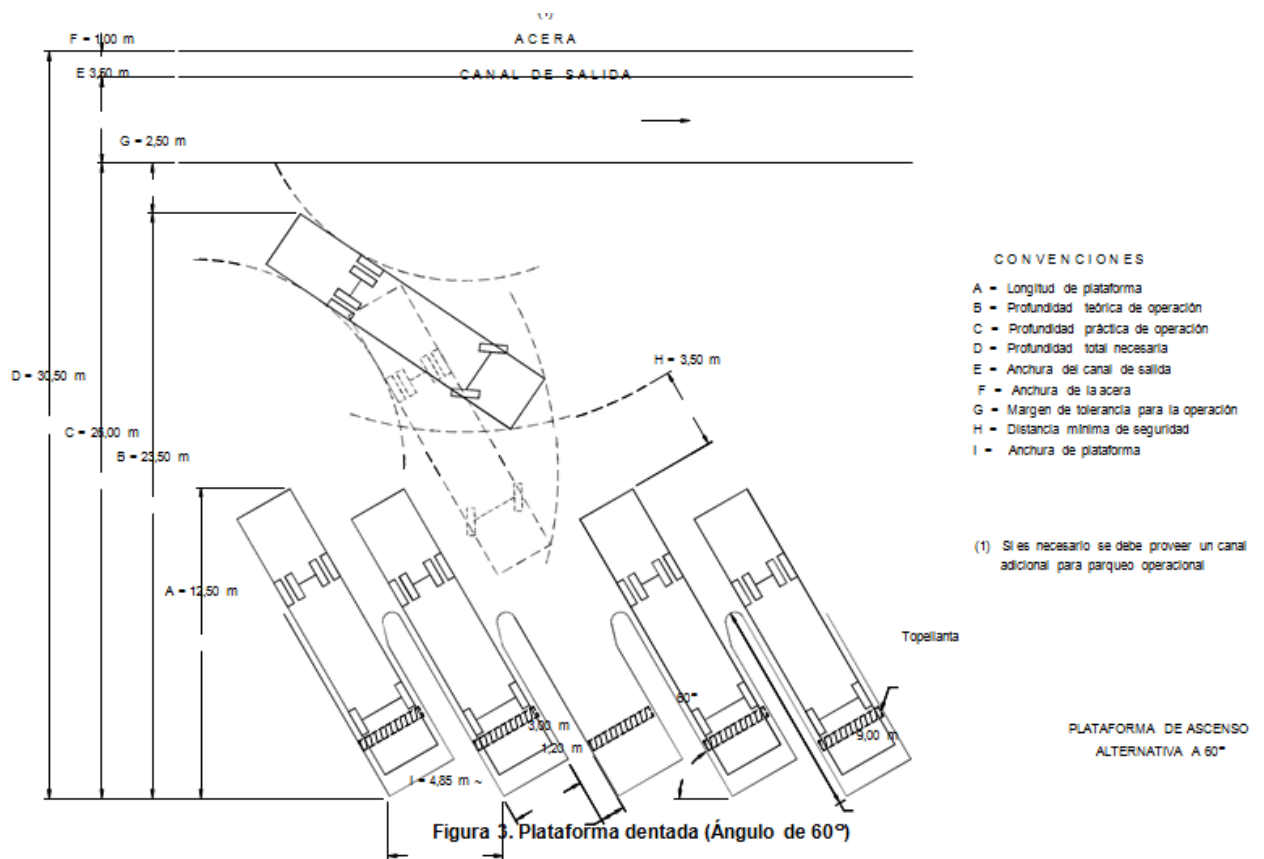 (1)
F = 1,00 m
ACERA
E 3,50 m
CANAL DE SALIDA
G = 2,50 m
H = 3,50 m
D = 30,50 m
C = 26,00 m
B = 23,50 m
A = 12,50 m
CONVENCIONES
A = Longitud de plataforma
B = Profundidad teórica de operación
C = Profundidad práctica de operación
D = Profundidad total necesaria
E = Anchura del canal de salida
F = Anchura de la acera
G = Margen de tolerancia para la operación
H = Distancia mínima de seguridad
I = Anchura de plataforma
(1) Si es necesario se debe proveer un canal
adicional para parqueo operacional
Topellanta
60°
3,00 m
1,20 m
9,00 m
I = 4,85 m ~
PLATAFORMA DE ASCENSO
ALTERNATIVA A 60°
Figura 3. Plataforma dentada (Ángulo de 60º)